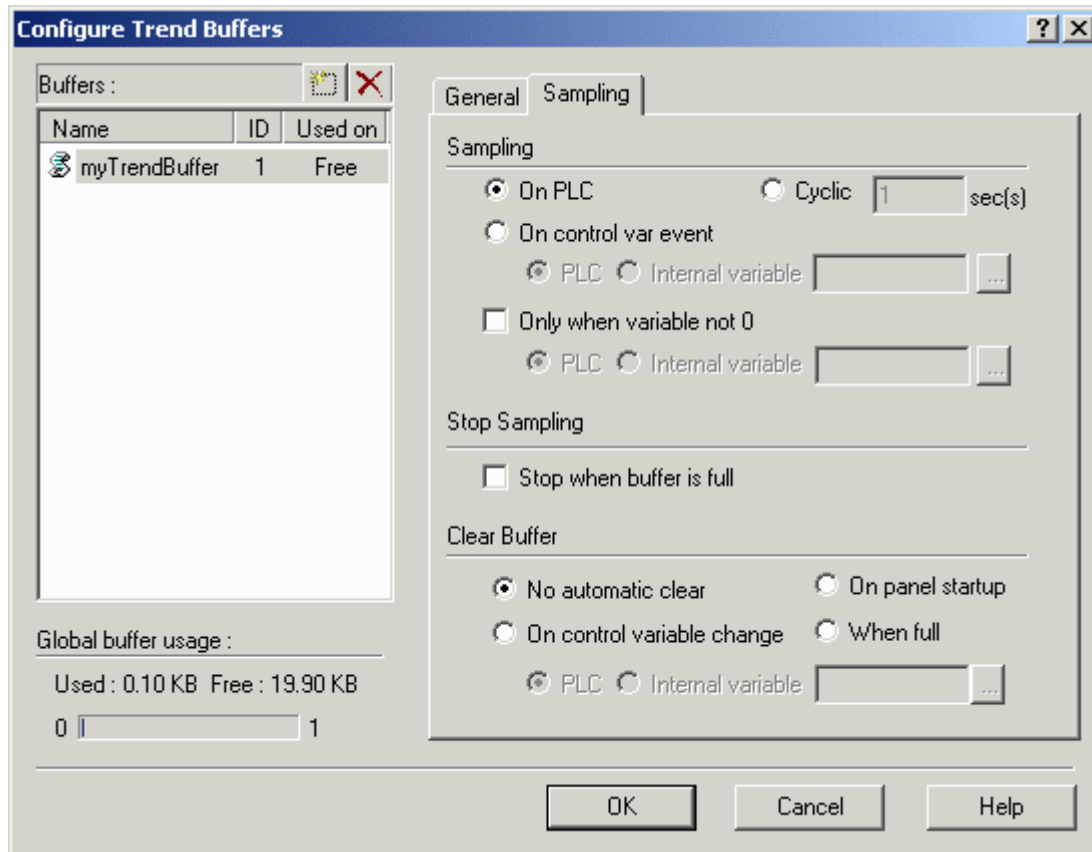 Configure Trend Buffers
Buffers :
Name ID Used on
myTrendBuffer 1 Free
Global buffer usage :
Used : 0.10 KB Free : 19.90 KB
0 1
General Sampling
Sampling
On PLC Cyclic 1 sec(s)
On control var event
PLC Internal variable ...
Only when variable not 0
PLC Internal variable ...
Stop Sampling
Stop when buffer is full
Clear Buffer
No automatic clear On panel startup
On control variable change When full
PLC Internal variable ...
OK Cancel Help